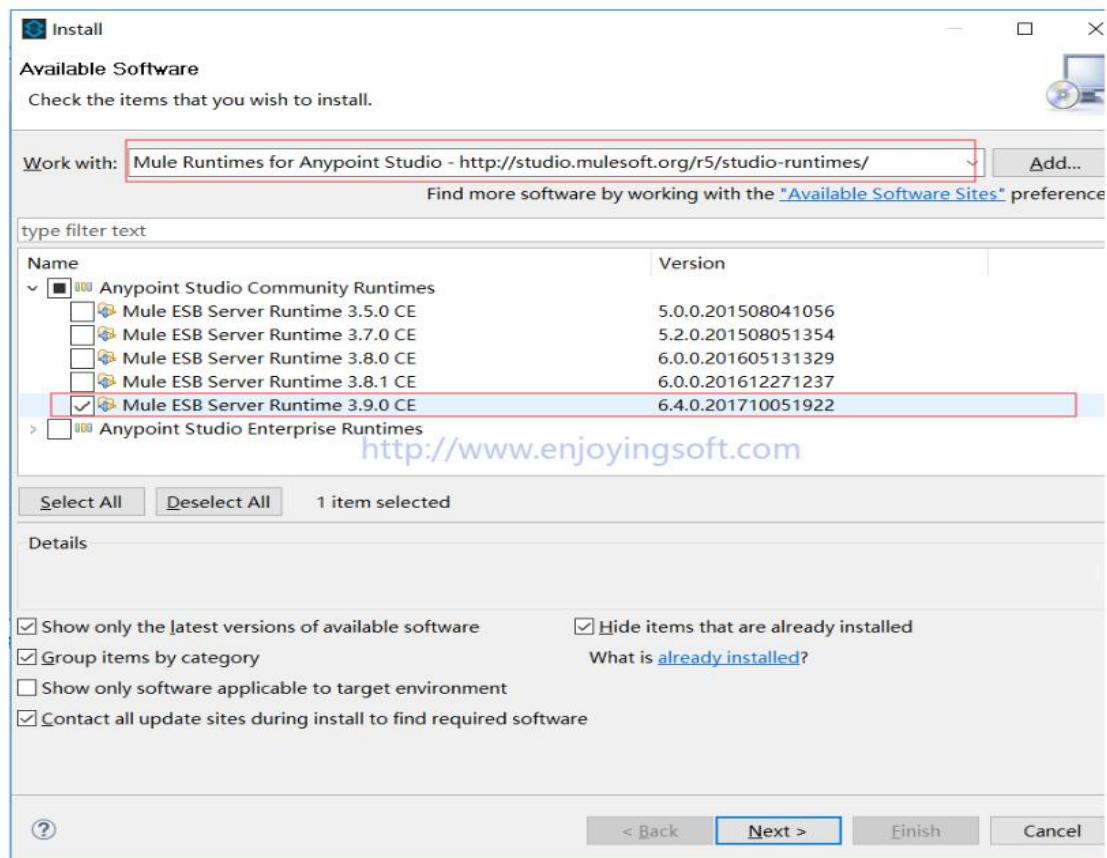 Install
Available Software
Check the items that you wish to install.
Work with: Mule Runtimes for Anypoint Studio - http://studio.mulesoft.org/r5/studio-runtimes/ Add...
Find more software by working with the "Available Software Sites" preference
type filter text
Name Version
Anypoint Studio Community Runtimes
Mule ESB Server Runtime 3.5.0 CE 5.0.0.201508041056
Mule ESB Server Runtime 3.7.0 CE 5.2.0.201508051354
Mule ESB Server Runtime 3.8.0 CE 6.0.0.201605131329
Mule ESB Server Runtime 3.8.1 CE 6.0.0.201612271237
Mule ESB Server Runtime 3.9.0 CE 6.4.0.201710051922
Anypoint Studio Enterprise Runtimes
http://www.enjoyingsoft.com
Select All Deselect All 1 item selected
Details
Show only the latest versions of available software Hide items that are already installed
Group items by category What is already installed?
Show only software applicable to target environment
Contact all update sites during install to find required software
? < Back Next > Finish Cancel